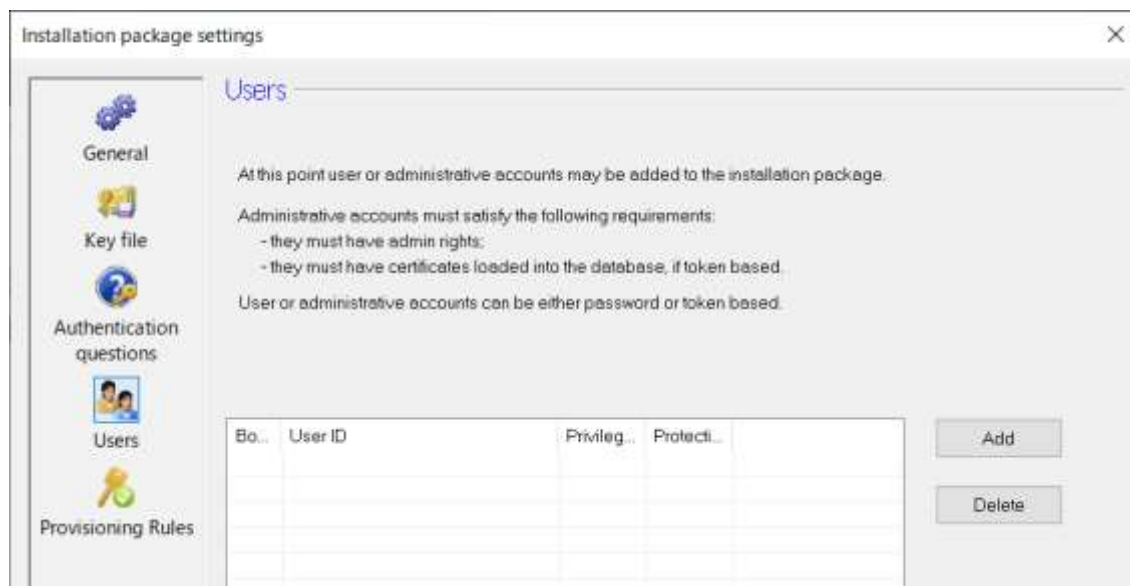 Installation package settings
General
Key file
Authentication
questions
Users
Provisioning Rules
Users
At this point user or administrative accounts may be added to the installation package.
Administrative accounts must satisfy the following requirements:
- they must have admin rights;
- they must have certificates loaded into the database, if token based.
User or administrative accounts can be either password or token based.
Bo... User ID Privileg... Protecti...
Add
Delete